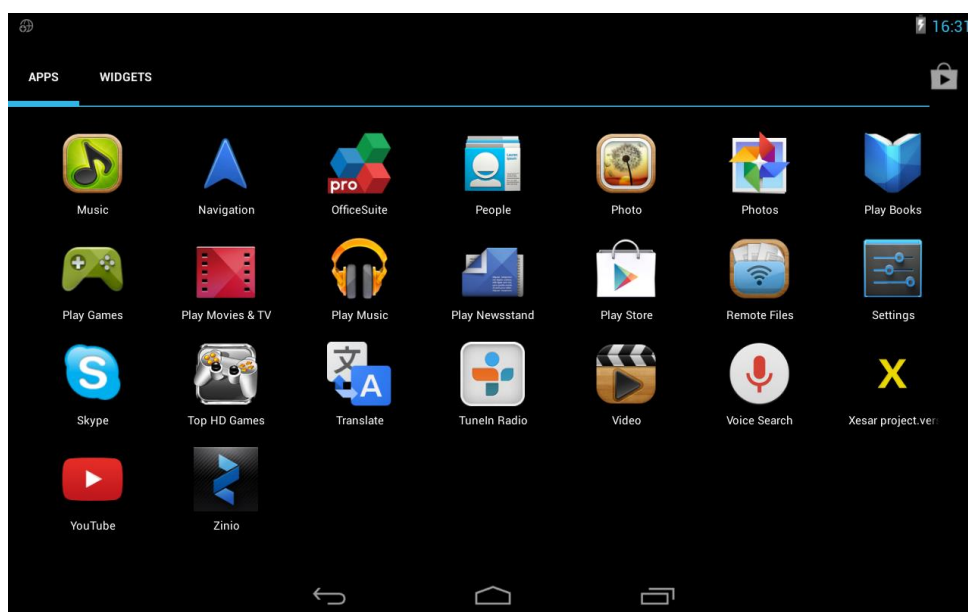 16:31
APPS WIDGETS
Music Navigation OfficeSuite People Photo Photos Play Books
pro
Play Games Play Movies & TV Play Music Play Newsstand Play Store Remote Files Settings
文 A
S
X
Skype Top HD Games Translate TuneIn Radio Video Voice Search Xesar project.ver
YouTube Zinio